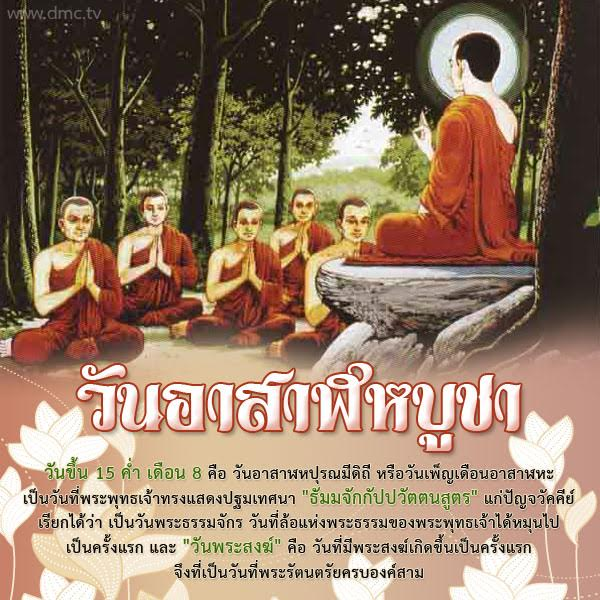 www.dmc.tv
วันอาสาฬหบูชา
วันขึ้น 15 ค่ำ เดือน 8 คือ วันอาสาฬหปุรณมีดิถี หรือวันเพ็ญเดือนอาสาฬหะ
เป็นวันที่พระพุทธเจ้าทรงแสดงปฐมเทศนา "ธัมมจักกัปปวัตตนสูตร" แก่ปัญจวัคคีย์
เรียกได้ว่า เป็นวันพระธรรมจักร วันที่ล้อแห่งพระธรรมของพระพุทธเจ้าได้หมุนไป
เป็นครั้งแรก และ "วันพระสงฆ์" คือ วันที่มีพระสงฆ์เกิดขึ้นเป็นครั้งแรก
จึงที่เป็นวันที่พระรัตนตรัยครบองค์สาม